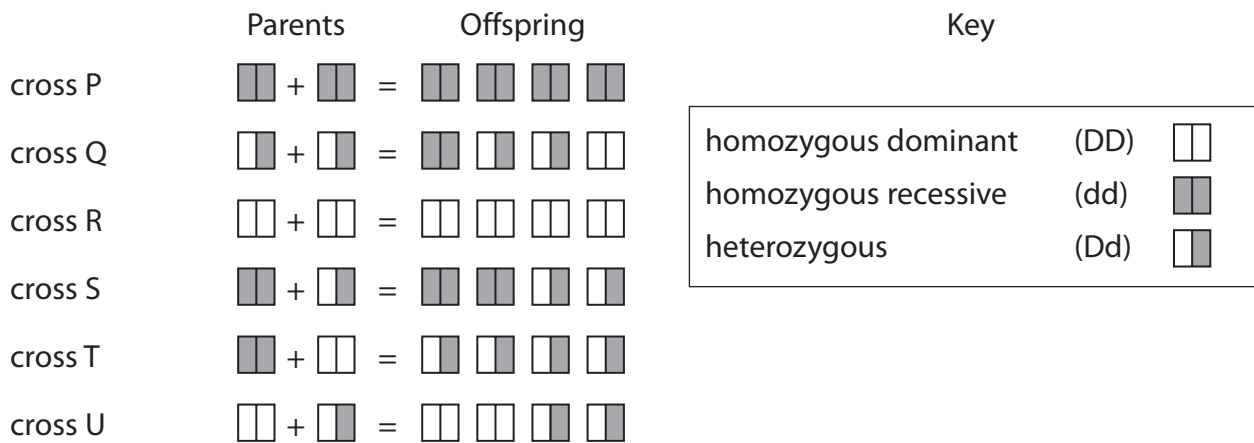 Parents Offspring Key
cross P + =
cross Q + =
cross R + =
cross S + =
cross T + =
cross U + =
homozygous dominant (DD)
homozygous recessive (dd)
heterozygous (Dd)